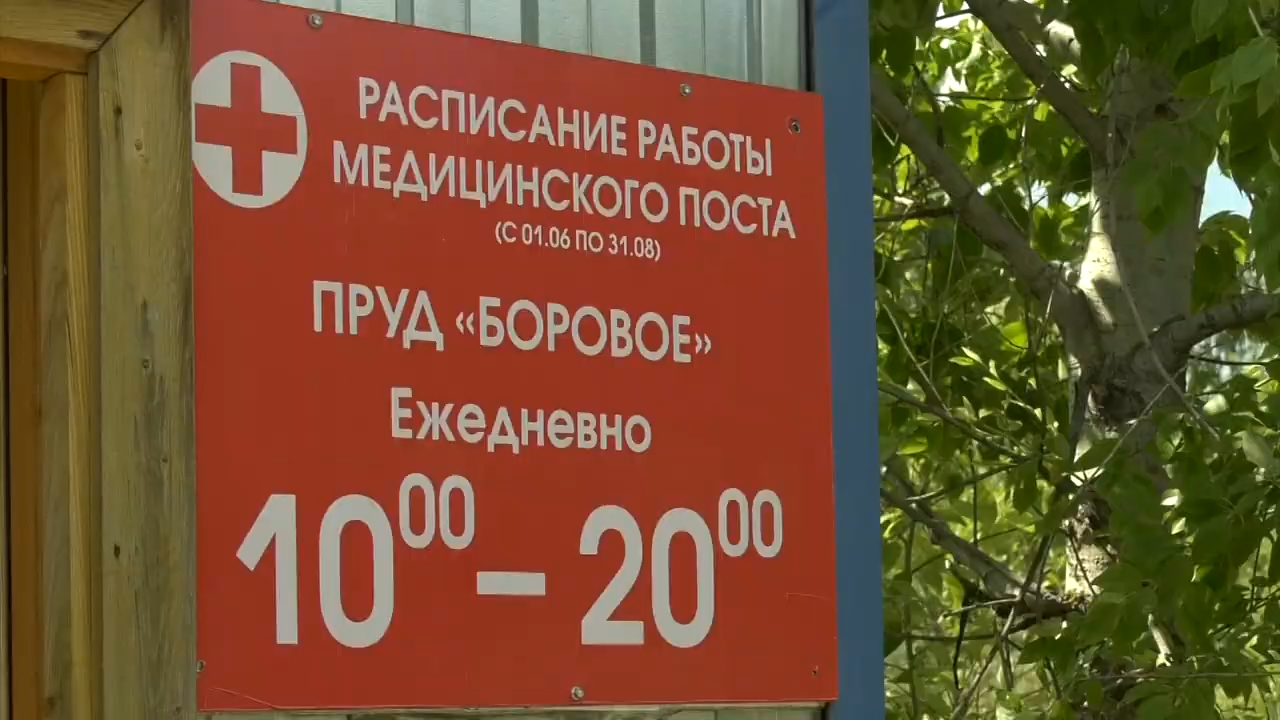 РАСПИСАНИЕ РАБОТЫ
МЕДИЦИНСКОГО ПОСТА
(С 01.06 ПО 31.08)
ПРУД «БОРОВОЕ»
Ежедневно
10⁰⁰ – 20⁰⁰